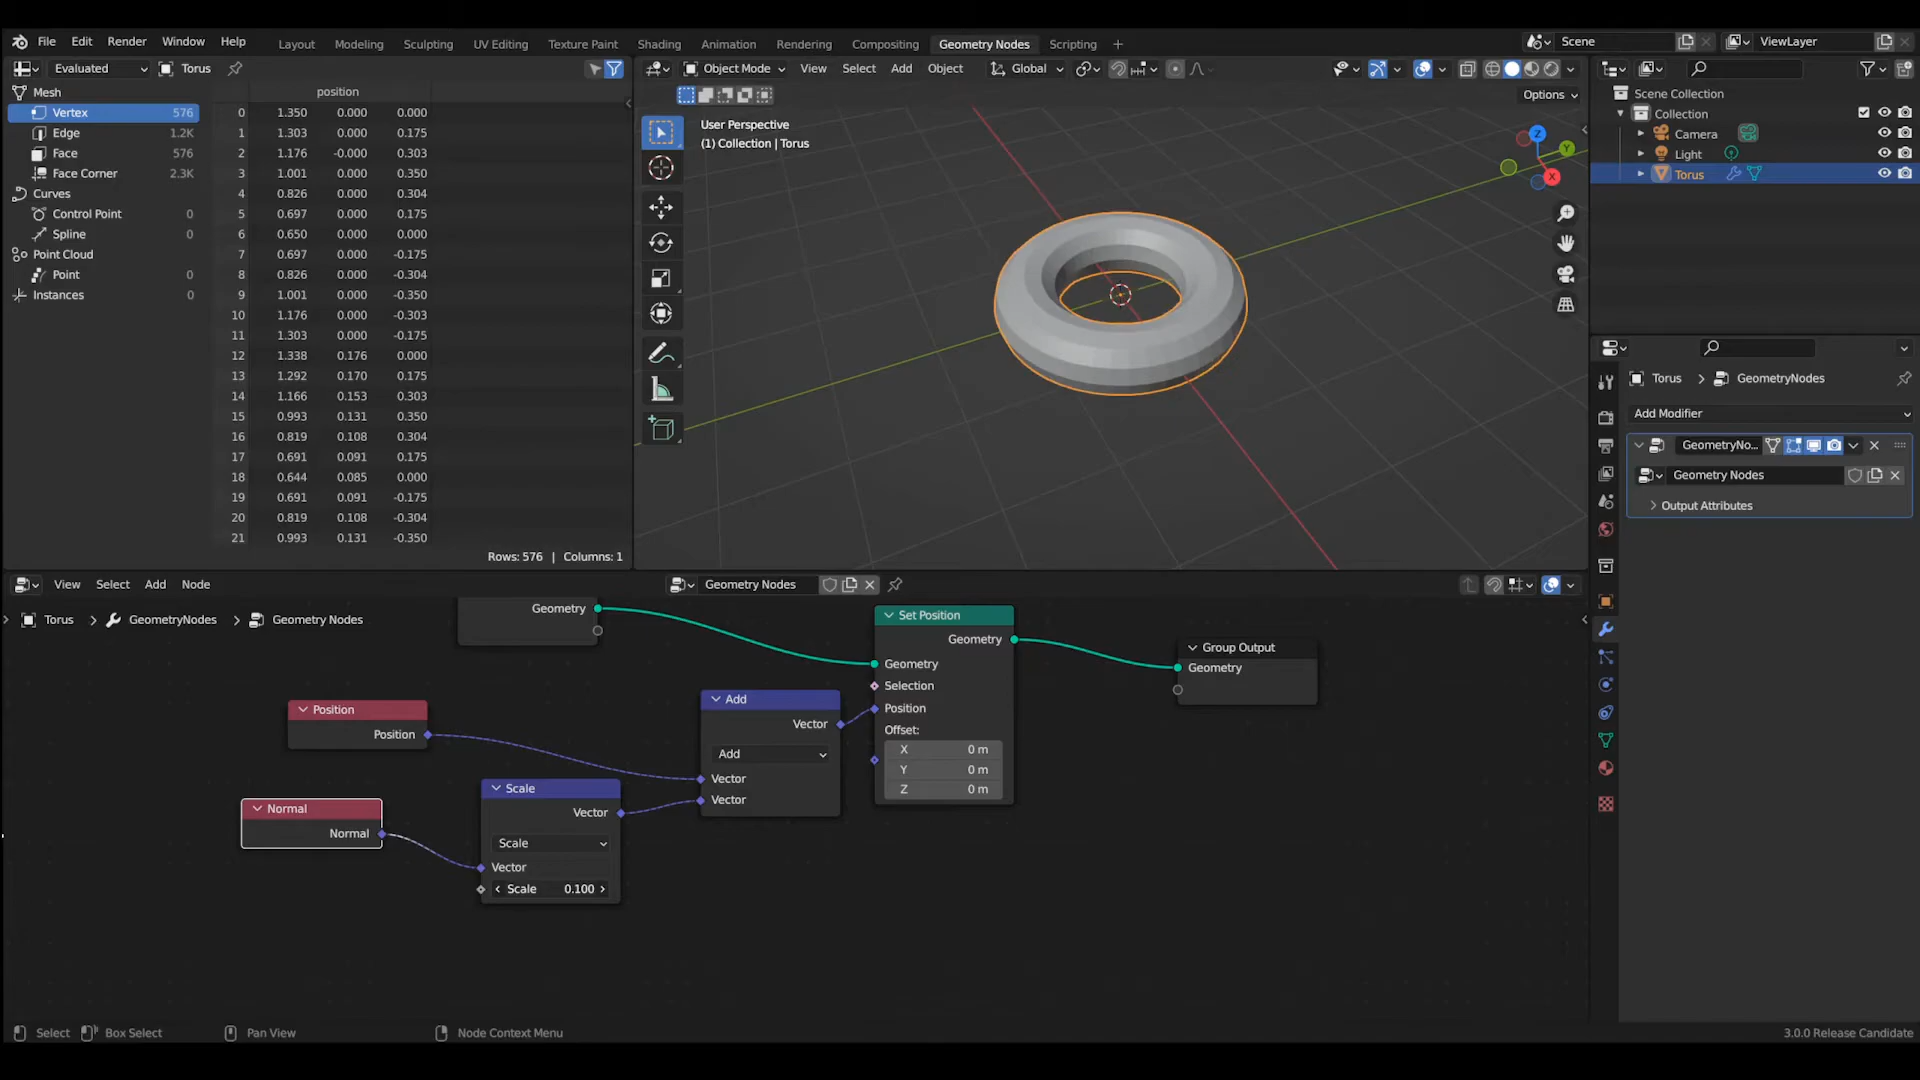 File Edit Render Window Help
Layout Modeling Sculpting UV Editing Texture Paint Shading Animation Rendering Compositing Geometry Nodes Scripting +
Scene
ViewLayer
Evaluated
Torus
Mesh
Vertex 576
Edge 1.2K
Face 576
Face Corner 2.3K
Curves
Control Point 0
Spline 0
Point Cloud
Point 0
Instances 0
position
0 1.350 0.000 0.000
1 1.303 0.000 0.175
2 1.176 -0.000 0.303
3 1.001 0.000 0.350
4 0.826 0.000 0.304
5 0.697 0.000 0.175
6 0.650 0.000 0.000
7 0.697 0.000 -0.175
8 0.826 0.000 -0.304
9 1.001 0.000 -0.350
10 1.176 0.000 -0.303
11 1.303 0.000 -0.175
12 1.338 0.176 0.000
13 1.292 0.170 0.175
14 1.166 0.153 0.303
15 0.993 0.131 0.350
16 0.819 0.108 0.304
17 0.691 0.091 0.175
18 0.644 0.085 0.000
19 0.691 0.091 -0.175
20 0.819 0.108 -0.304
21 0.993 0.131 -0.350
Rows: 576 | Columns: 1
Object Mode View Select Add Object Global
Options
User Perspective
(1) Collection | Torus
Z
Y
X
Scene Collection
Collection
Camera
Light
Torus
Torus > GeometryNodes
Add Modifier
GeometryNo...
Geometry Nodes
> Output Attributes
View Select Add Node
Geometry Nodes
Torus > GeometryNodes > Geometry Nodes
Geometry
Position
Position
Normal
Normal
Scale
Vector
Scale
Vector
Scale 0.100
Add
Vector
Add
Vector
Vector
Set Position
Geometry
Geometry
Selection
Position
Offset:
X 0 m
Y 0 m
Z 0 m
Group Output
Geometry
Select Box Select Pan View Node Context Menu
3.0.0 Release Candidate